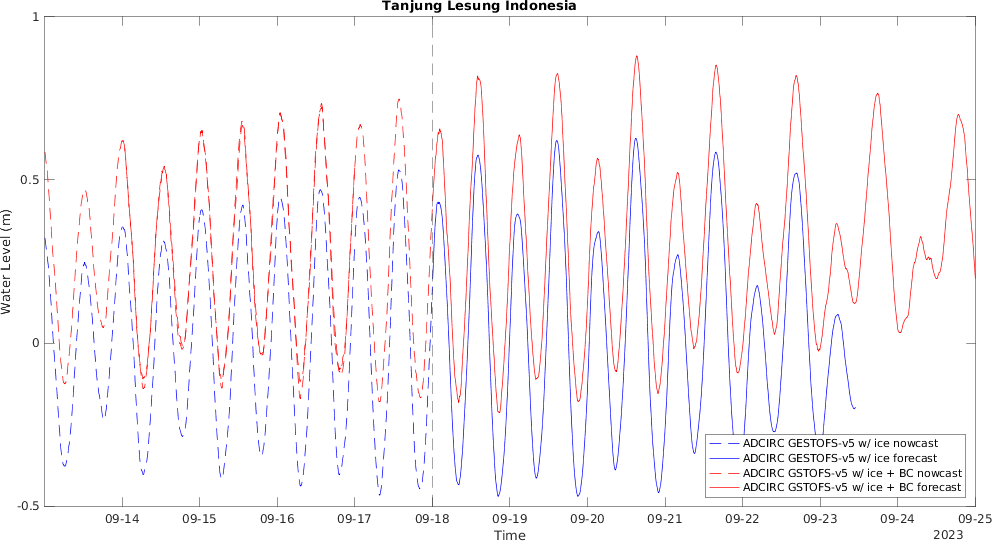 Tanjung Lesung Indonesia
1
0.5
0
-0.5
Water Level (m)
ADCIRC GESTOFS-v5 w/ ice nowcast
ADCIRC GESTOFS-v5 w/ ice forecast
ADCIRC GSTOFS-v5 w/ ice + BC nowcast
ADCIRC GSTOFS-v5 w/ ice + BC forecast
09-14 09-15 09-16 09-17 09-18 09-19 09-20 09-21 09-22 09-23 09-24 09-25
Time
2023